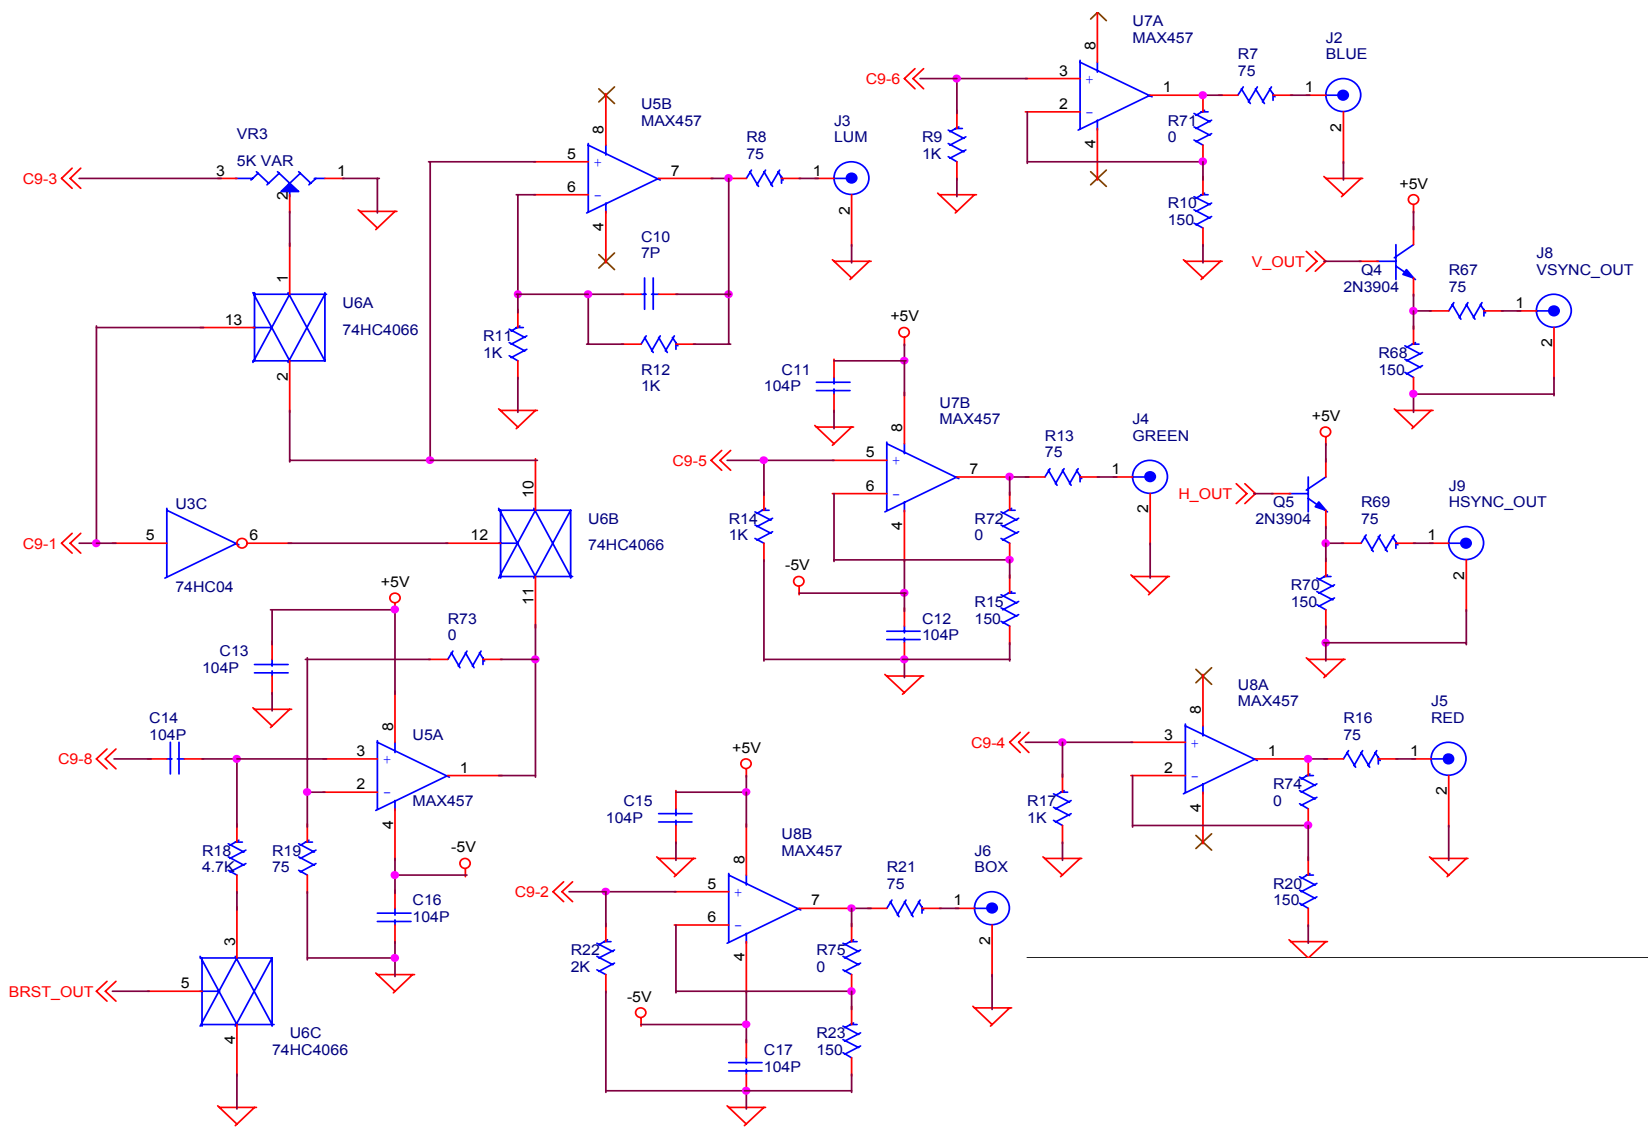 U7A
MAX457
8
C9-6
3
+
2
−
4
1
R9
1K
R71
0
R10
150
R7
75
1
J2
BLUE
2
VR3
5K VAR
C9-3
3
1
2
U5B
MAX457
8
5
+
6
−
4
7
R8
75
1
J3
LUM
2
C10
7P
R11
1K
R12
1K
1
U6A
74HC4066
13
2
+5V
V_OUT
Q4
2N3904
R67
75
1
J8
VSYNC_OUT
2
R68
150
+5V
C11
104P
U7B
MAX457
8
C9-5
5
+
6
−
4
7
R14
1K
R72
0
R13
75
1
J4
GREEN
2
-5V
R15
150
C12
104P
+5V
H_OUT
Q5
2N3904
R69
75
1
J9
HSYNC_OUT
2
R70
150
U3C
C9-1
5
6
74HC04
10
12
U6B
74HC4066
11
+5V
R73
0
C13
104P
C14
104P
C9-8
8
U5A
3
+
2
−
1
MAX457
4
R18
4.7K
R19
75
-5V
C16
104P
3
BRST_OUT
5
U6C
74HC4066
4
+5V
C15
104P
U8B
MAX457
8
C9-2
5
+
6
−
4
7
R22
2K
R75
0
R21
75
1
J6
BOX
2
-5V
R23
150
C17
104P
U8A
MAX457
8
C9-4
3
+
2
−
4
1
R17
1K
R74
0
R16
75
1
J5
RED
2
R20
150